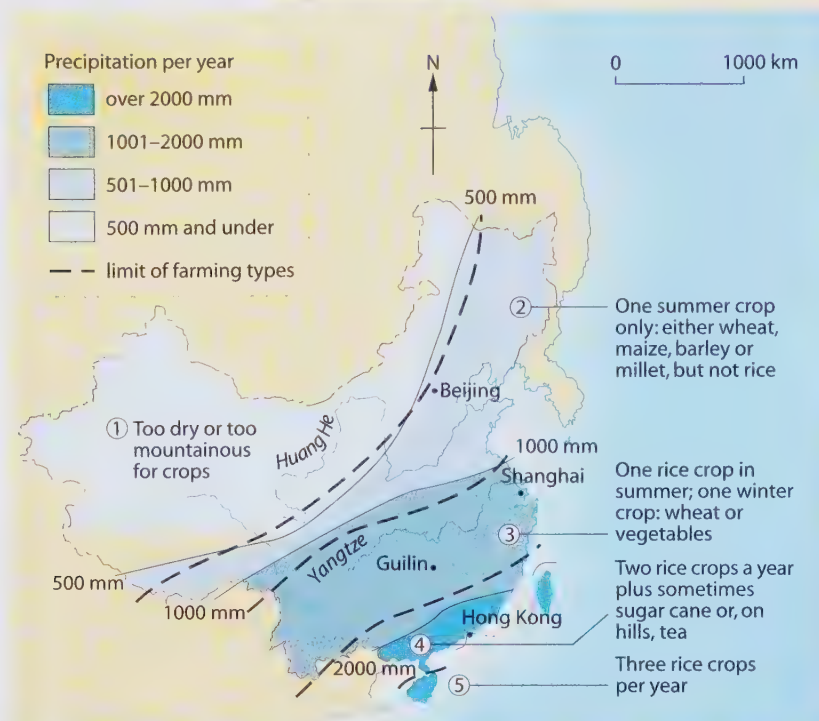 Precipitation per year
over 2000 mm
1001–2000 mm
501–1000 mm
500 mm and under
limit of farming types
N
0 1000 km
500 mm
② One summer crop
only: either wheat,
maize, barley or
millet, but not rice
Beijing
① Too dry or too
mountainous
for crops
Huang He
1000 mm
Shanghai
One rice crop in
summer; one winter
crop: wheat or
③ vegetables
Yangtze
Guilin
500 mm
1000 mm
Two rice crops a year
plus sometimes
sugar cane or, on
hills, tea
Hong Kong
④
2000 mm
Three rice crops
⑤ per year